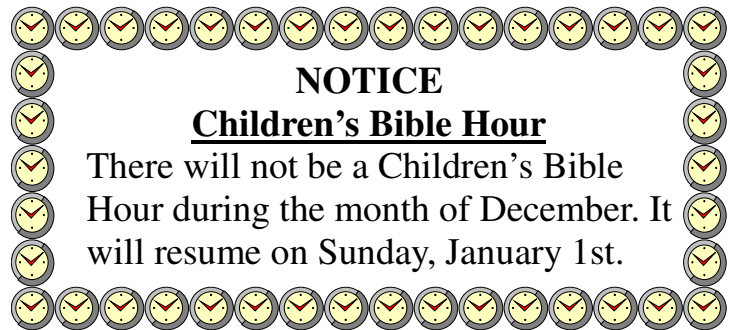 NOTICE
Children's Bible Hour
There will not be a Children's Bible
Hour during the month of December. It
will resume on Sunday, January 1st.